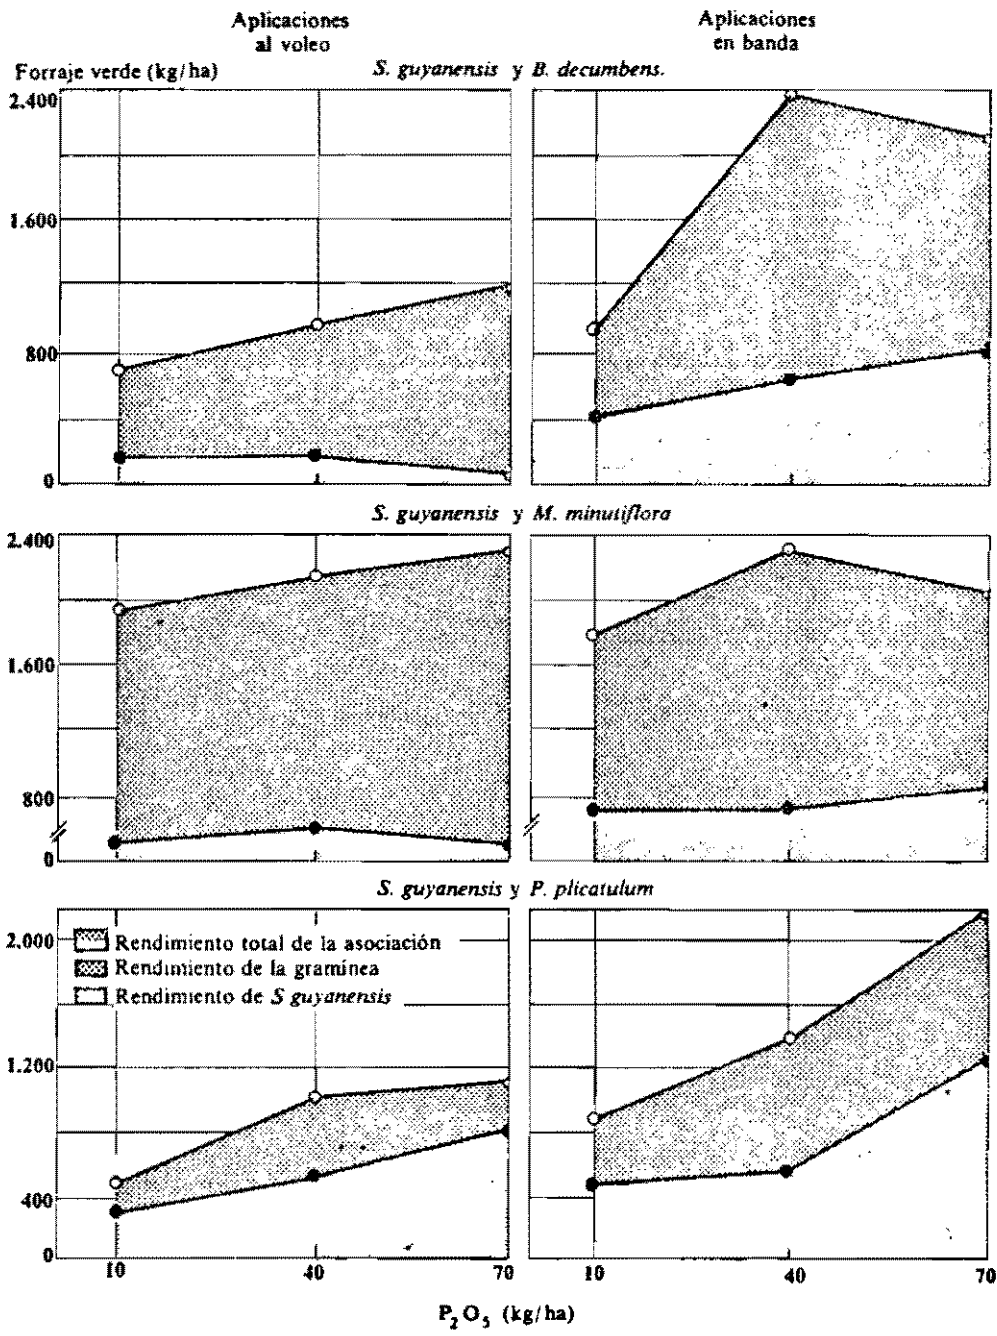 Aplicaciones
al voleo
Aplicaciones
en banda
Forraje verde (kg/ha)
S. guyanensis y B. decumbens.
2.400
1.600
800
0
S. guyanensis y M. minutiflora
2.400
1.600
800
0
S. guyanensis y P. plicatulum
2.000
1.200
400
0
Rendimiento total de la asociación
Rendimiento de la gramínea
Rendimiento de S guyanensis
10 40 70 10 40 70
P₂O₅ (kg/ha)